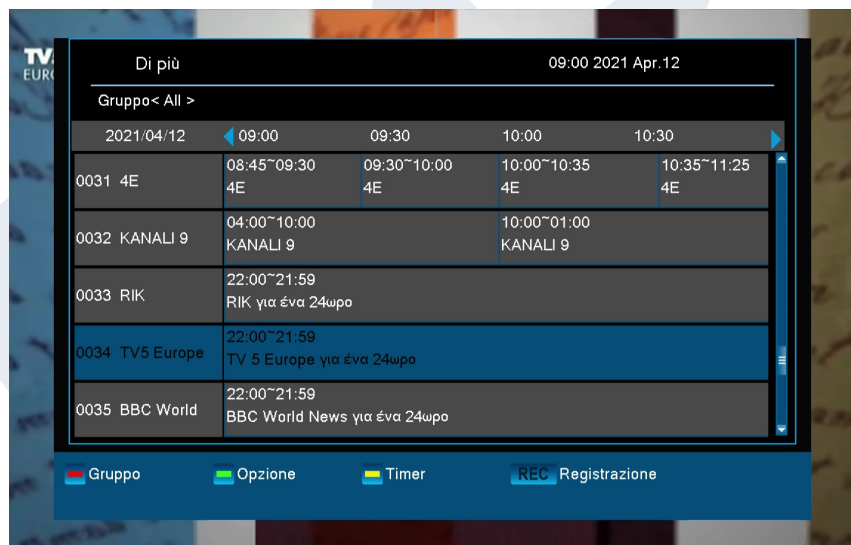 TV
EUR
Di più 09:00 2021 Apr.12
Gruppo< All >
2021/04/12 09:00 09:30 10:00 10:30
0031 4E 08:45~09:30 09:30~10:00 10:00~10:35 10:35~11:25
4E 4E 4E 4E
0032 KANALI 9 04:00~10:00 10:00~01:00
KANALI 9 KANALI 9
0033 RIK 22:00~21:59
RIK για ένα 24ωρο
0034 TV5 Europe 22:00~21:59
TV 5 Europe για ένα 24ωρο
0035 BBC World 22:00~21:59
BBC World News για ένα 24ωρο
Gruppo Opzione Timer REC Registrazione